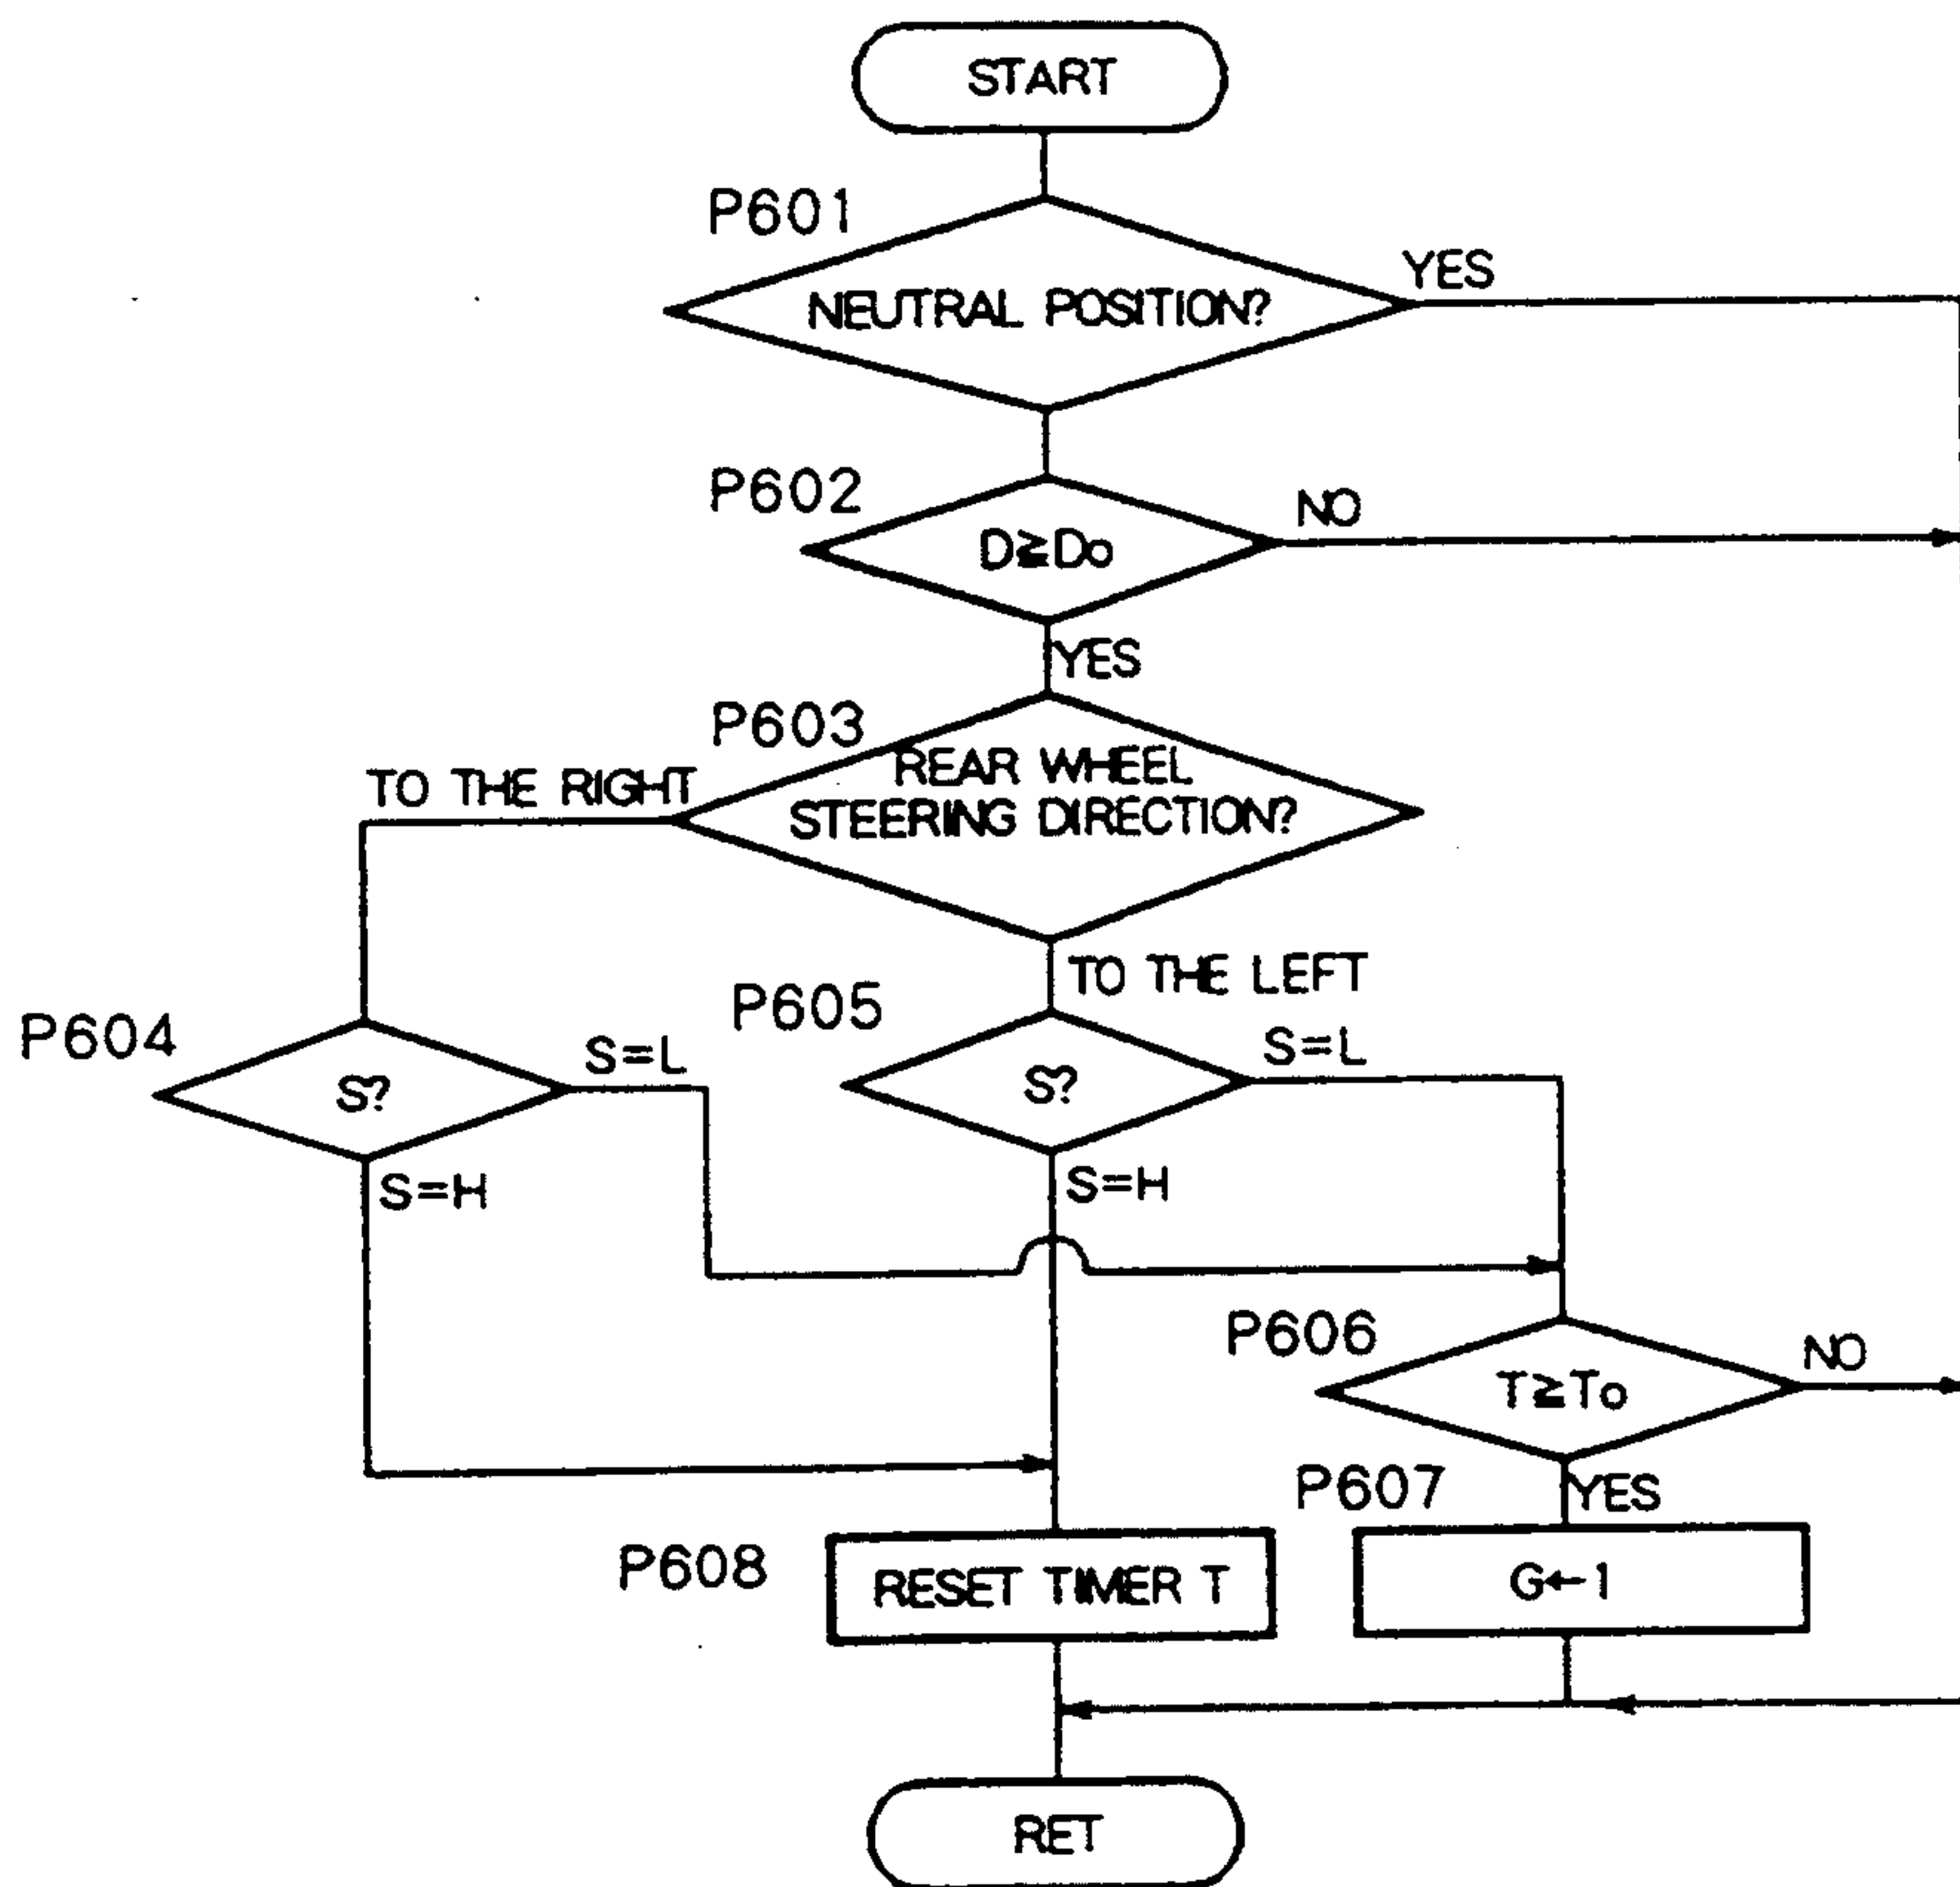 START
P601
YES
NEUTRAL POSITION?
P602
NO
D≧Do
YES
P603
REAR WHEEL
STEERING DIRECTION?
TO THE RIGHT
TO THE LEFT
P604
S=L
S?
S=H
P605
S=L
S?
S=H
P606
NO
T≧To
YES
P607
G←1
P608
RESET TIMER T
RET